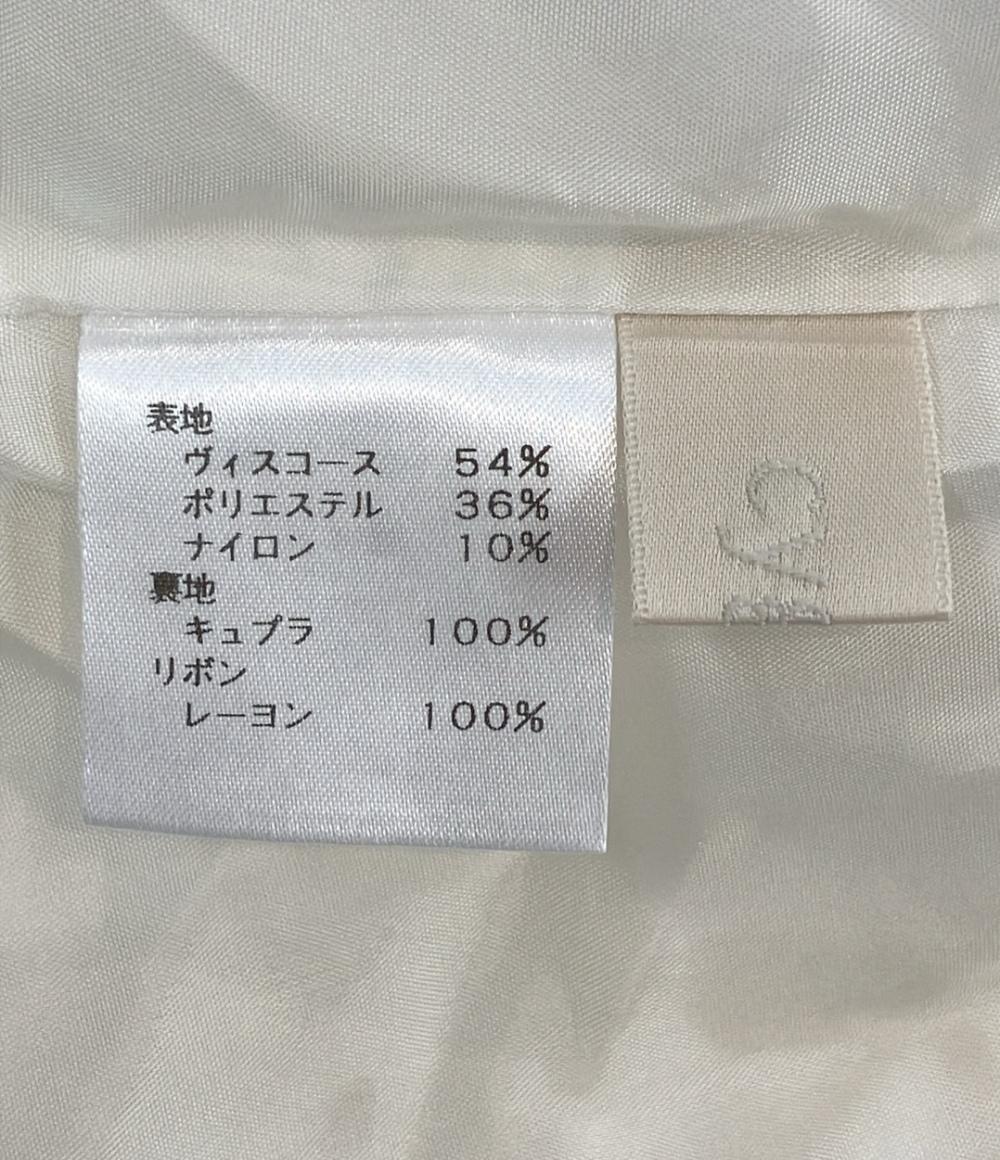 表地
ヴィスコース 54%
ポリエステル 36%
ナイロン 10%
裏地
キュプラ 100%
リボン
レーヨン 100%